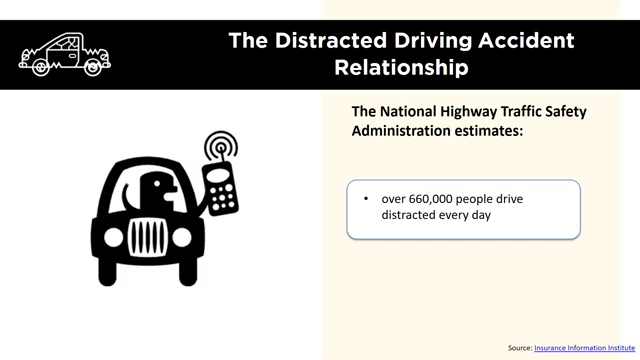 The Distracted Driving Accident
Relationship
The National Highway Traffic Safety
Administration estimates:
• over 660,000 people drive
distracted every day
Source: Insurance Information Institute